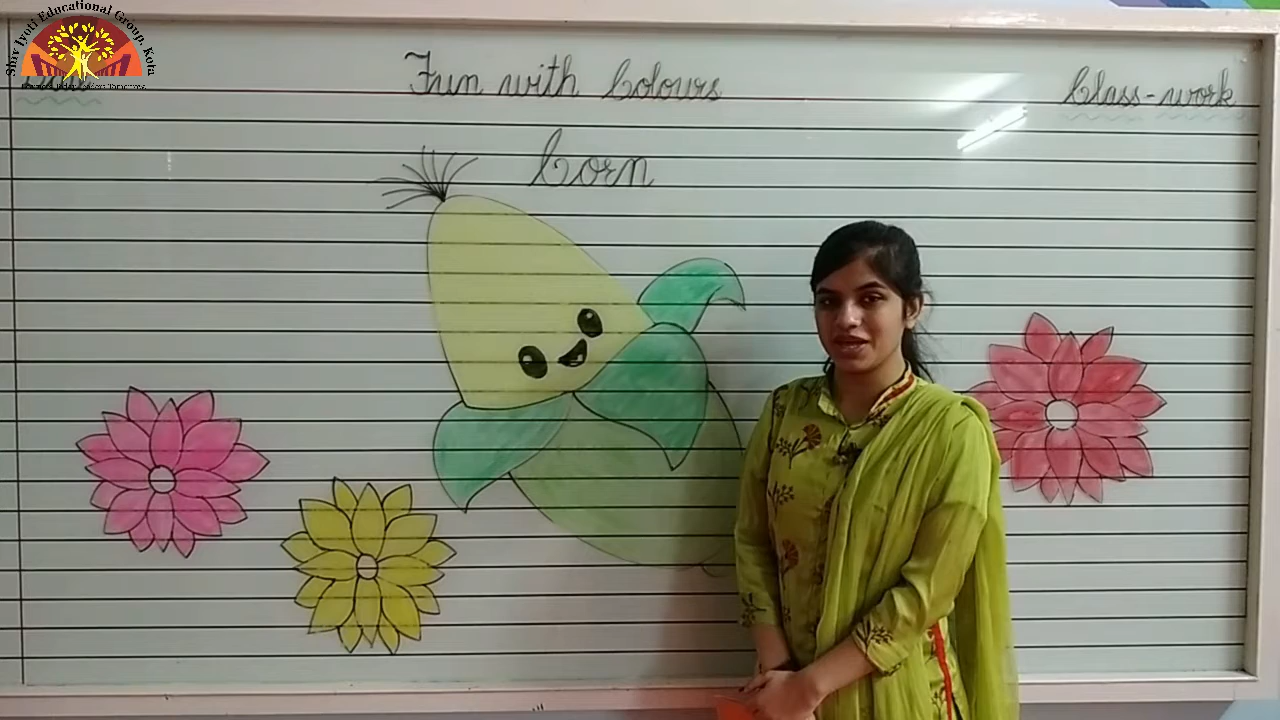 Shiv Jyoti Educational Group, Kota
Fun with Colours
Class-work
Corn